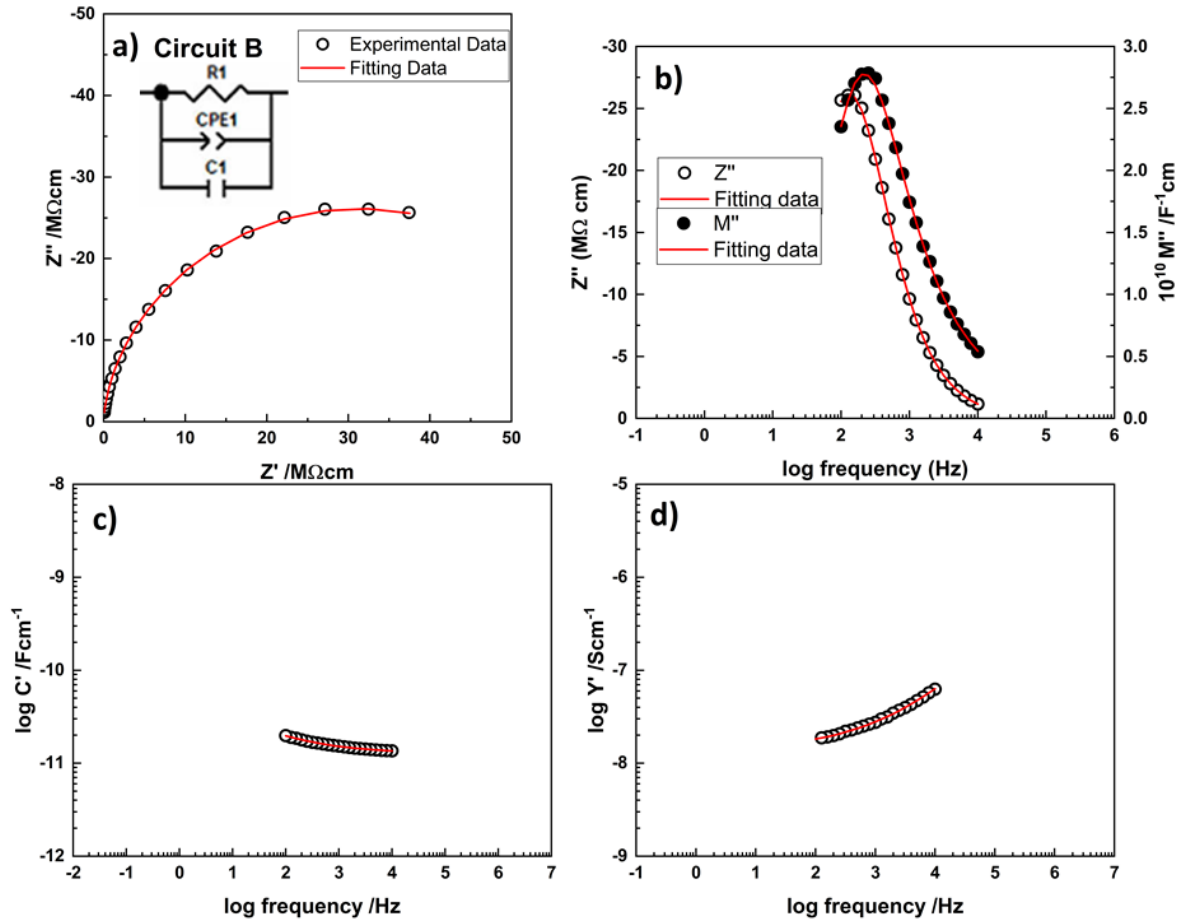 a)
Circuit B
R1
CPE1
C1
Experimental Data
Fitting Data
-50
-40
-30
-20
-10
0
Z'' /MΩcm
0 10 20 30 40 50
Z' /MΩcm
b)
-30
-25
-20
-15
-10
-5
0
Z'' (MΩ cm)
Z''
Fitting data
M''
Fitting data
3.0
2.5
2.0
1.5
1.0
0.5
0.0
10¹⁰ M'' /F⁻¹cm
-1 0 1 2 3 4 5 6
log frequency (Hz)
c)
-8
-9
-10
-11
-12
log C' /Fcm⁻¹
-2 -1 0 1 2 3 4 5 6 7
log frequency /Hz
d)
-5
-6
-7
-8
-9
log Y' /Scm⁻¹
-1 0 1 2 3 4 5 6 7
log frequency /Hz